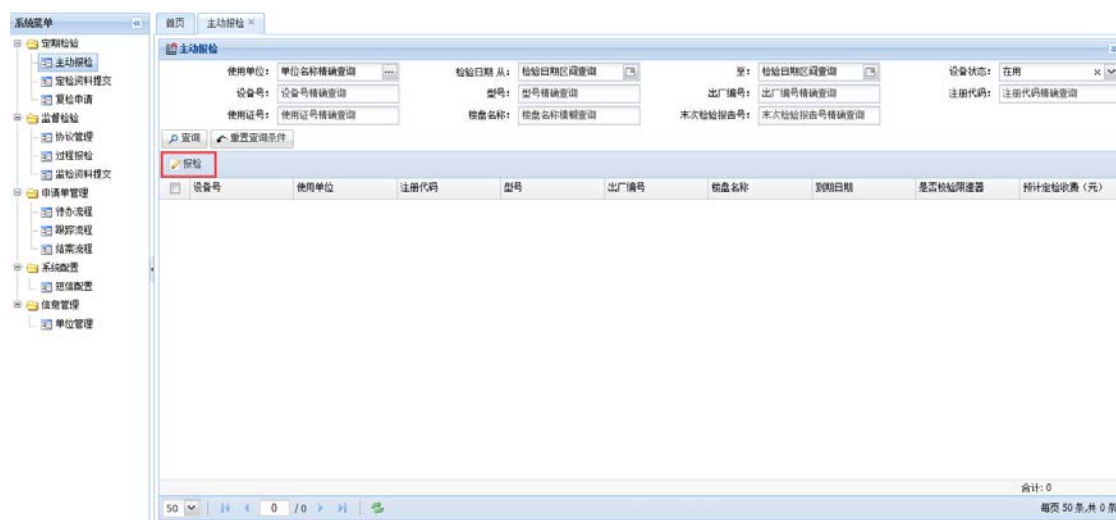 系统菜单
首页 主动报检
定期检验
主动报检
定检资料提交
复检申请
监督检验
协议管理
过程报检
监检资料提交
申请单管理
待办流程
跟踪流程
结案流程
系统配置
短信配置
信息管理
单位管理
主动报检
使用单位: 单位名称精确查询 检验日期 从: 检验日期区间查询 至: 检验日期区间查询 设备状态: 在用
设备号: 设备号精确查询 型号: 型号精确查询 出厂编号: 出厂编号精确查询 注册代码: 注册代码精确查询
使用证号: 使用证号精确查询 楼盘名称: 楼盘名称模糊查询 末次检验报告号: 末次检验报告号精确查询
查询 重置查询条件
报检
设备号 使用单位 注册代码 型号 出厂编号 楼盘名称 到期日期 是否校验限速器 预计定检收费（元）
合计: 0
50 0 / 0 每页 50 条,共 0 条